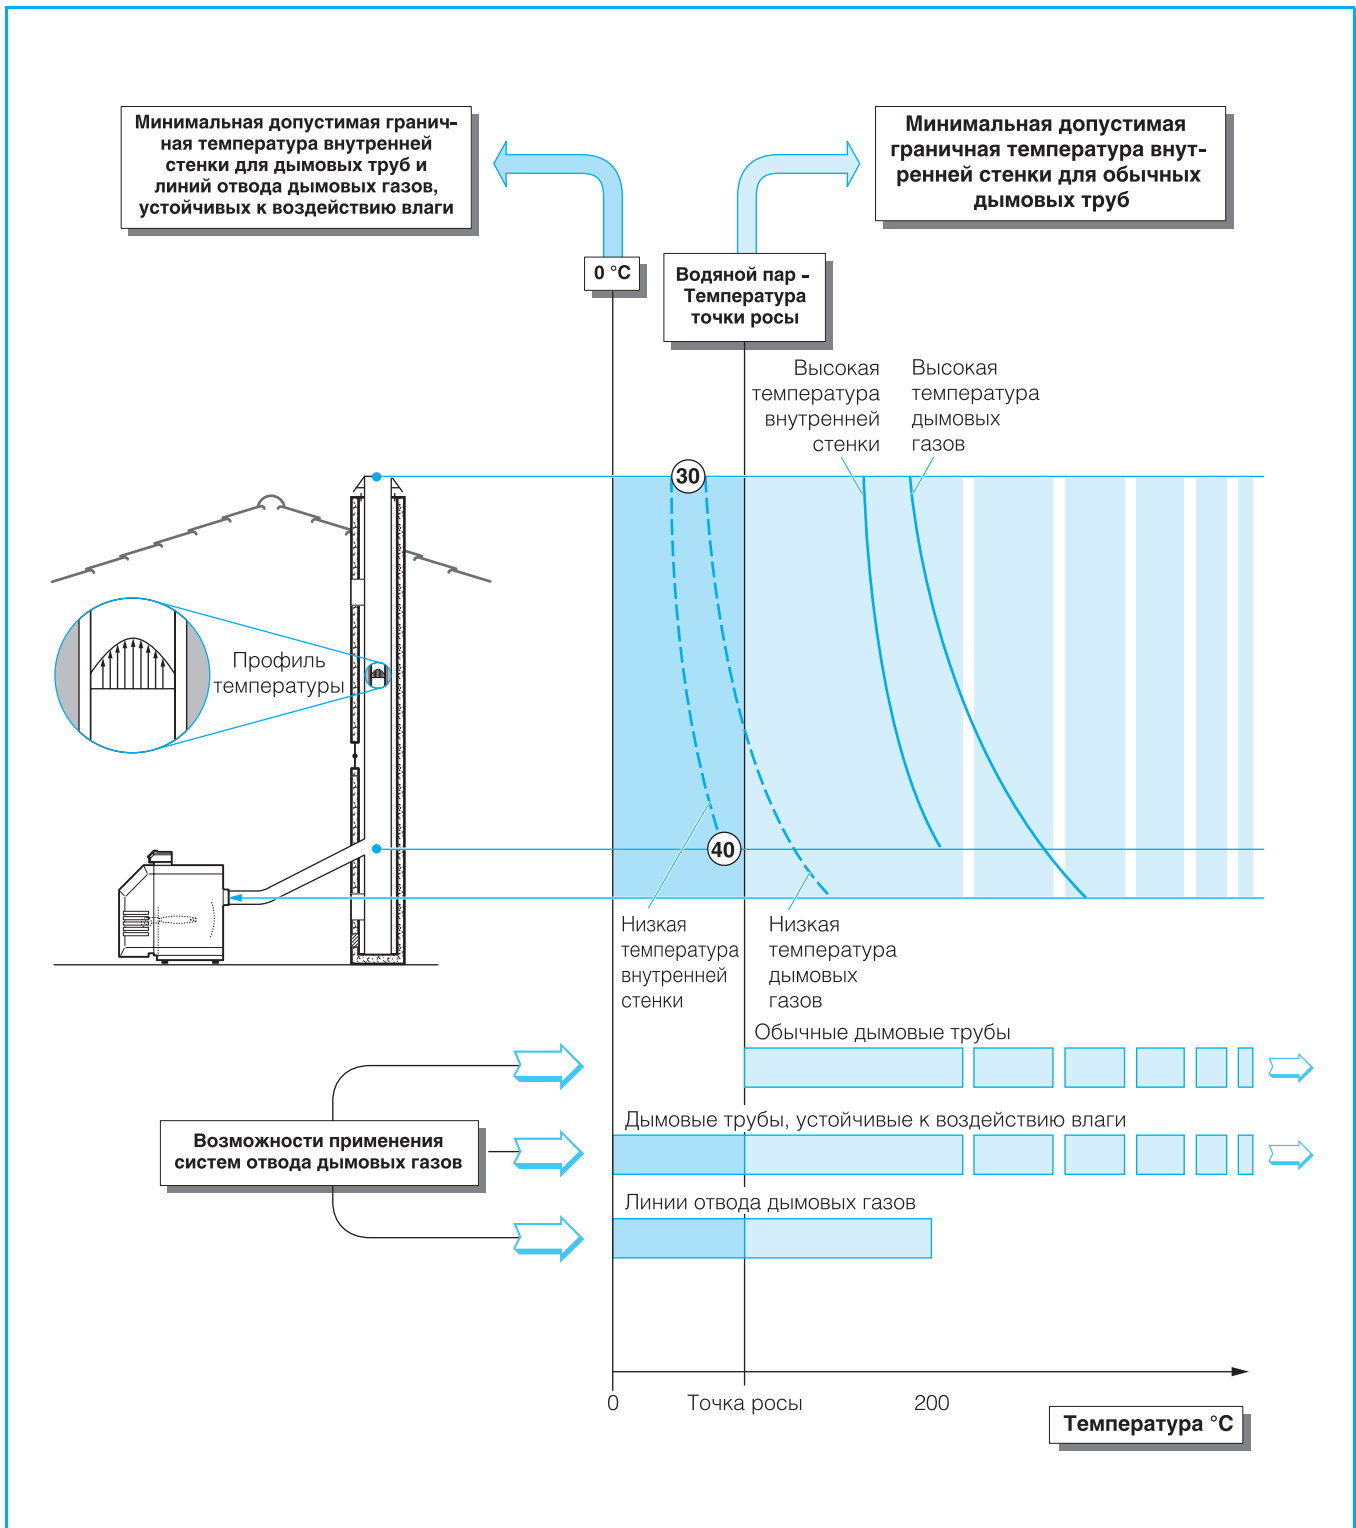 Минимальная допустимая гранич-
ная температура внутренней
стенки для дымовых труб и
линий отвода дымовых газов,
устойчивых к воздействию влаги
Минимальная допустимая
граничная температура внут-
ренней стенки для обычных
дымовых труб
0 °C
Водяной пар -
Температура
точки росы
Высокая
температура
внутренней
стенки
Высокая
температура
дымовых
газов
30
Профиль
температуры
40
Низкая
температура
внутренней
стенки
Низкая
температура
дымовых
газов
Обычные дымовые трубы
Дымовые трубы, устойчивые к воздействию влаги
Возможности применения
систем отвода дымовых газов
Линии отвода дымовых газов
0
Точка росы
200
Температура °C